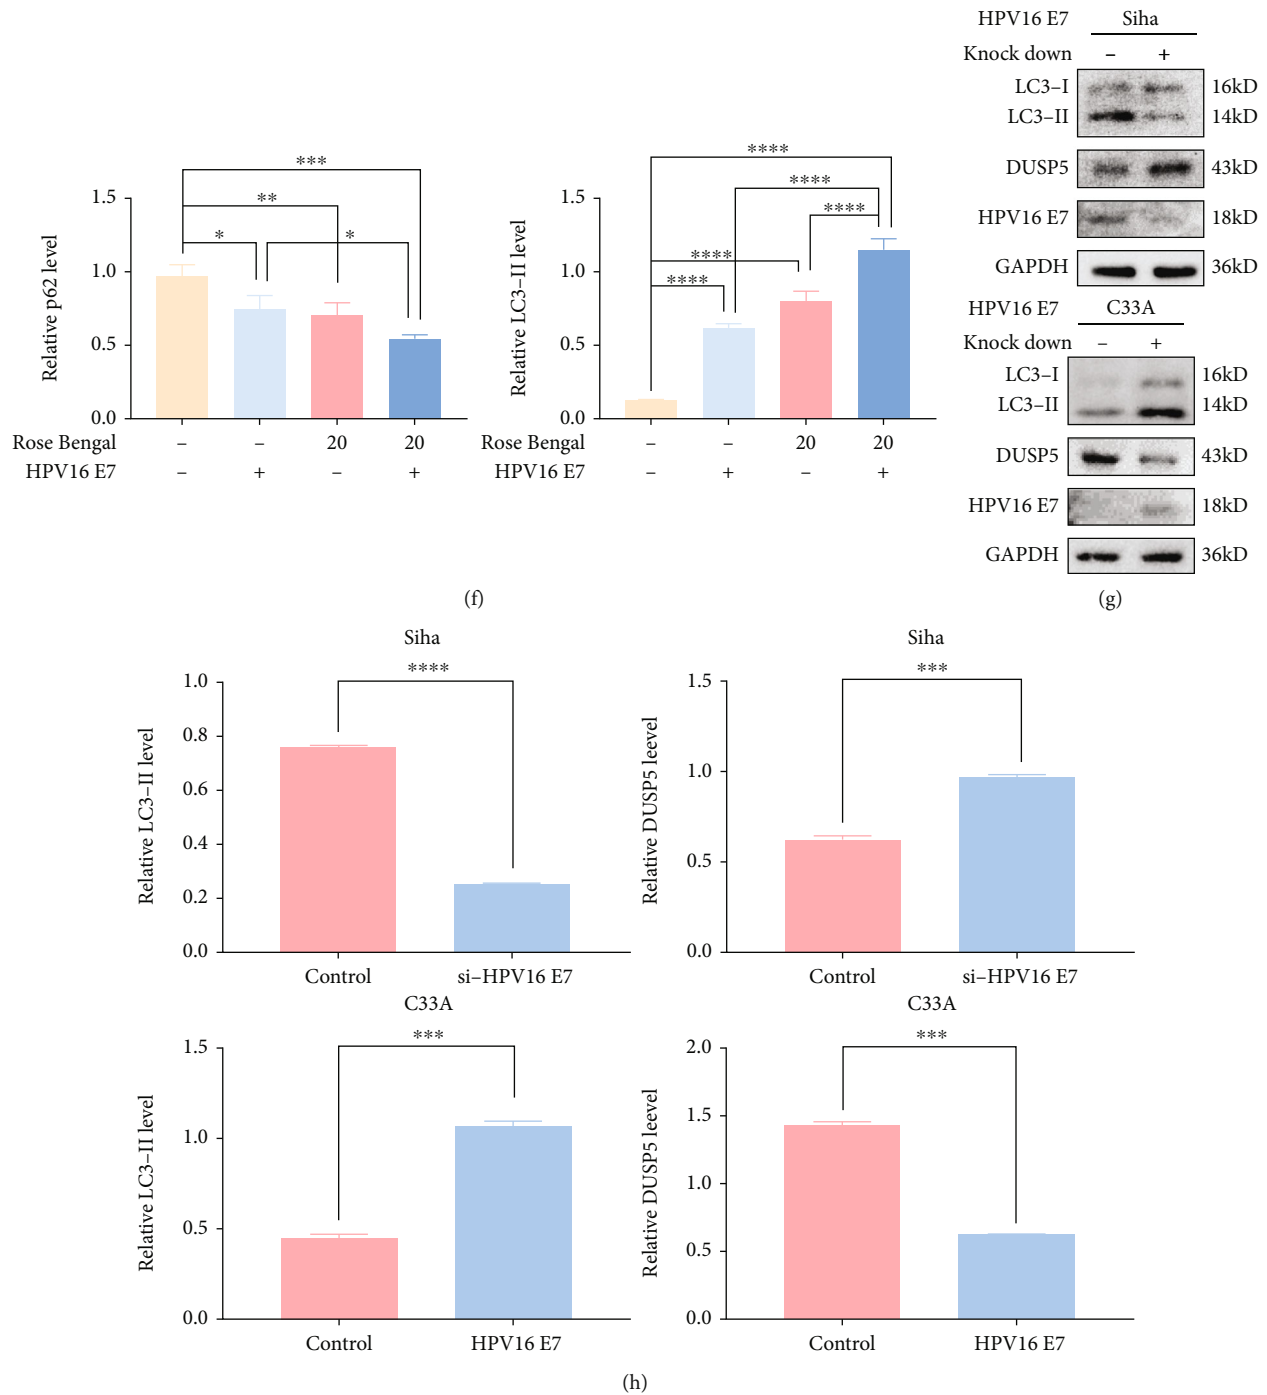 ***
**
*
*
1.5
1.0
0.5
0.0
Relative p62 level
Rose Bengal – – 20 20
HPV16 E7 – + – +
****
****
****
****
****
1.5
1.0
0.5
0.0
Relative LC3–II level
Rose Bengal – – 20 20
HPV16 E7 – + – +
(f)
HPV16 E7 Siha
Knock down – +
LC3–I 16kD
LC3–II 14kD
DUSP5 43kD
HPV16 E7 18kD
GAPDH 36kD
HPV16 E7 C33A
Knock down – +
LC3–I 16kD
LC3–II 14kD
DUSP5 43kD
HPV16 E7 18kD
GAPDH 36kD
(g)
Siha
****
1.0
0.8
0.6
0.4
0.2
0.0
Relative LC3–II level
Control si–HPV16 E7
Siha
***
1.5
1.0
0.5
0.0
Relative DUSP5 leevel
Control si–HPV16 E7
C33A
***
1.5
1.0
0.5
0.0
Relative LC3–II level
Control HPV16 E7
C33A
***
2.0
1.5
1.0
0.5
0.0
Relative DUSP5 leevel
Control HPV16 E7
(h)